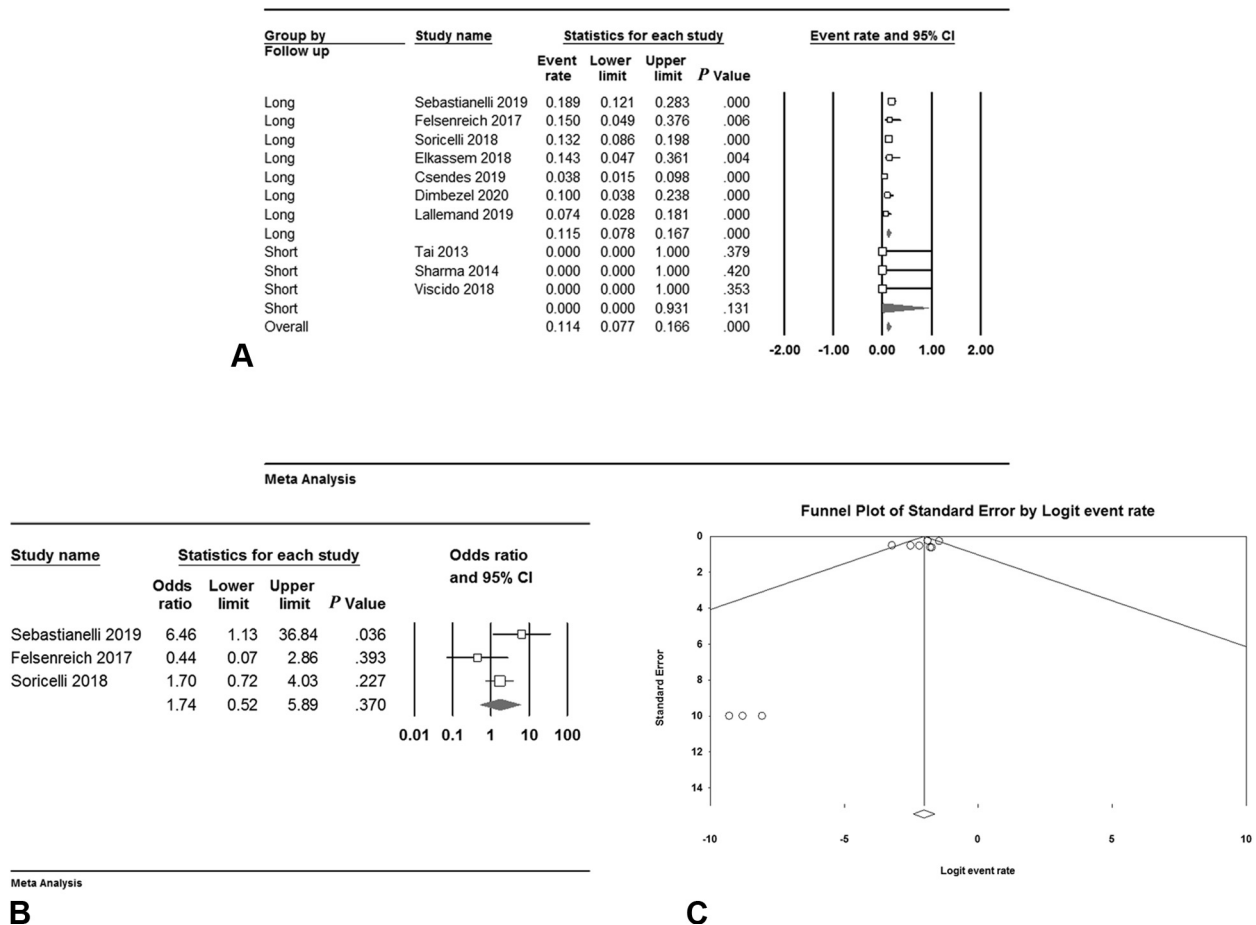 Group by Study name Statistics for each study Event rate and 95% CI
Follow up
Event Lower Upper
rate limit limit P Value
Long Sebastianelli 2019 0.189 0.121 0.283 .000
Long Felsenreich 2017 0.150 0.049 0.376 .006
Long Soricelli 2018 0.132 0.086 0.198 .000
Long Elkassem 2018 0.143 0.047 0.361 .004
Long Csendes 2019 0.038 0.015 0.098 .000
Long Dimbezel 2020 0.100 0.038 0.238 .000
Long Lallemand 2019 0.074 0.028 0.181 .000
Long 0.115 0.078 0.167 .000
Short Tai 2013 0.000 0.000 1.000 .379
Short Sharma 2014 0.000 0.000 1.000 .420
Short Viscido 2018 0.000 0.000 1.000 .353
Short 0.000 0.000 0.931 .131
Overall 0.114 0.077 0.166 .000
-2.00 -1.00 0.00 1.00 2.00
A
Meta Analysis
Study name Statistics for each study Odds ratio
and 95% CI
Odds Lower Upper
ratio limit limit P Value
Sebastianelli 2019 6.46 1.13 36.84 .036
Felsenreich 2017 0.44 0.07 2.86 .393
Soricelli 2018 1.70 0.72 4.03 .227
1.74 0.52 5.89 .370
0.01 0.1 1 10 100
Meta Analysis
B
Funnel Plot of Standard Error by Logit event rate
0
2
4
6
8
10
12
14
Standard Error
-10 -5 0 5 10
Logit event rate
C